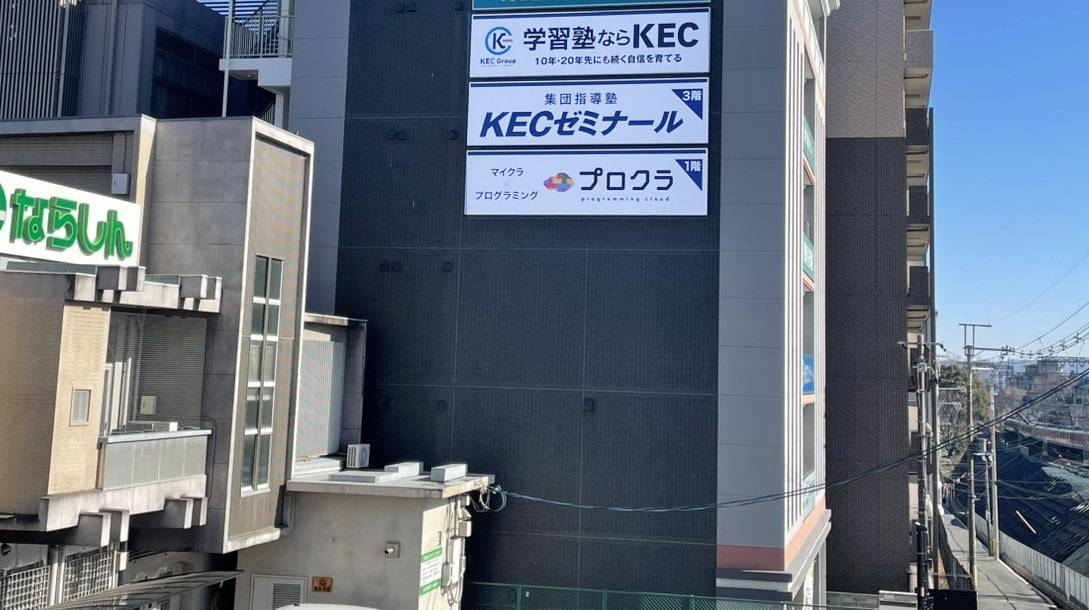 学習塾ならKEC
KEC Group
10年・20年先にも続く自信を育てる
集団指導塾
3階
KECゼミナール
マイクラ
×
プログラミング
プロクラ
programming cloud
1階
ならしん